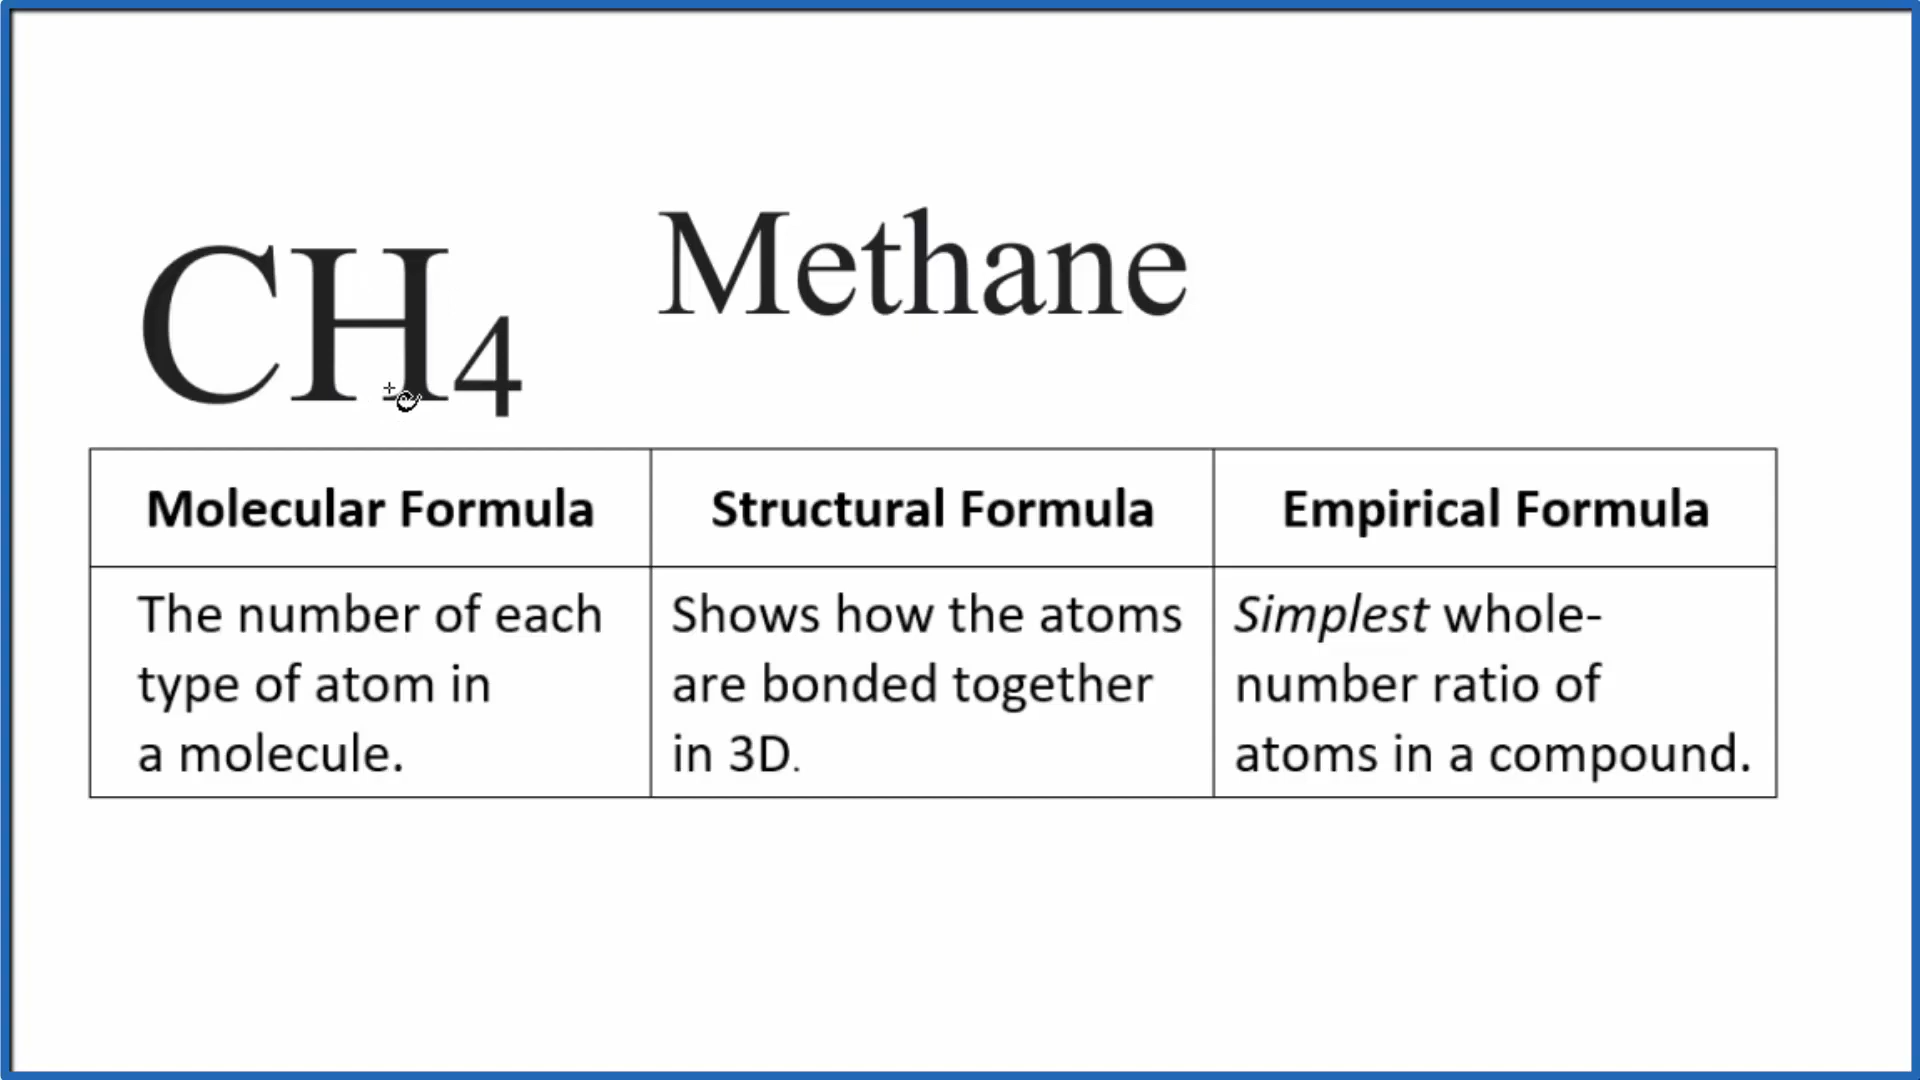 CH4
Methane
Molecular Formula
Structural Formula
Empirical Formula
The number of each
type of atom in
a molecule.
Shows how the atoms
are bonded together
in 3D.
Simplest whole-
number ratio of
atoms in a compound.